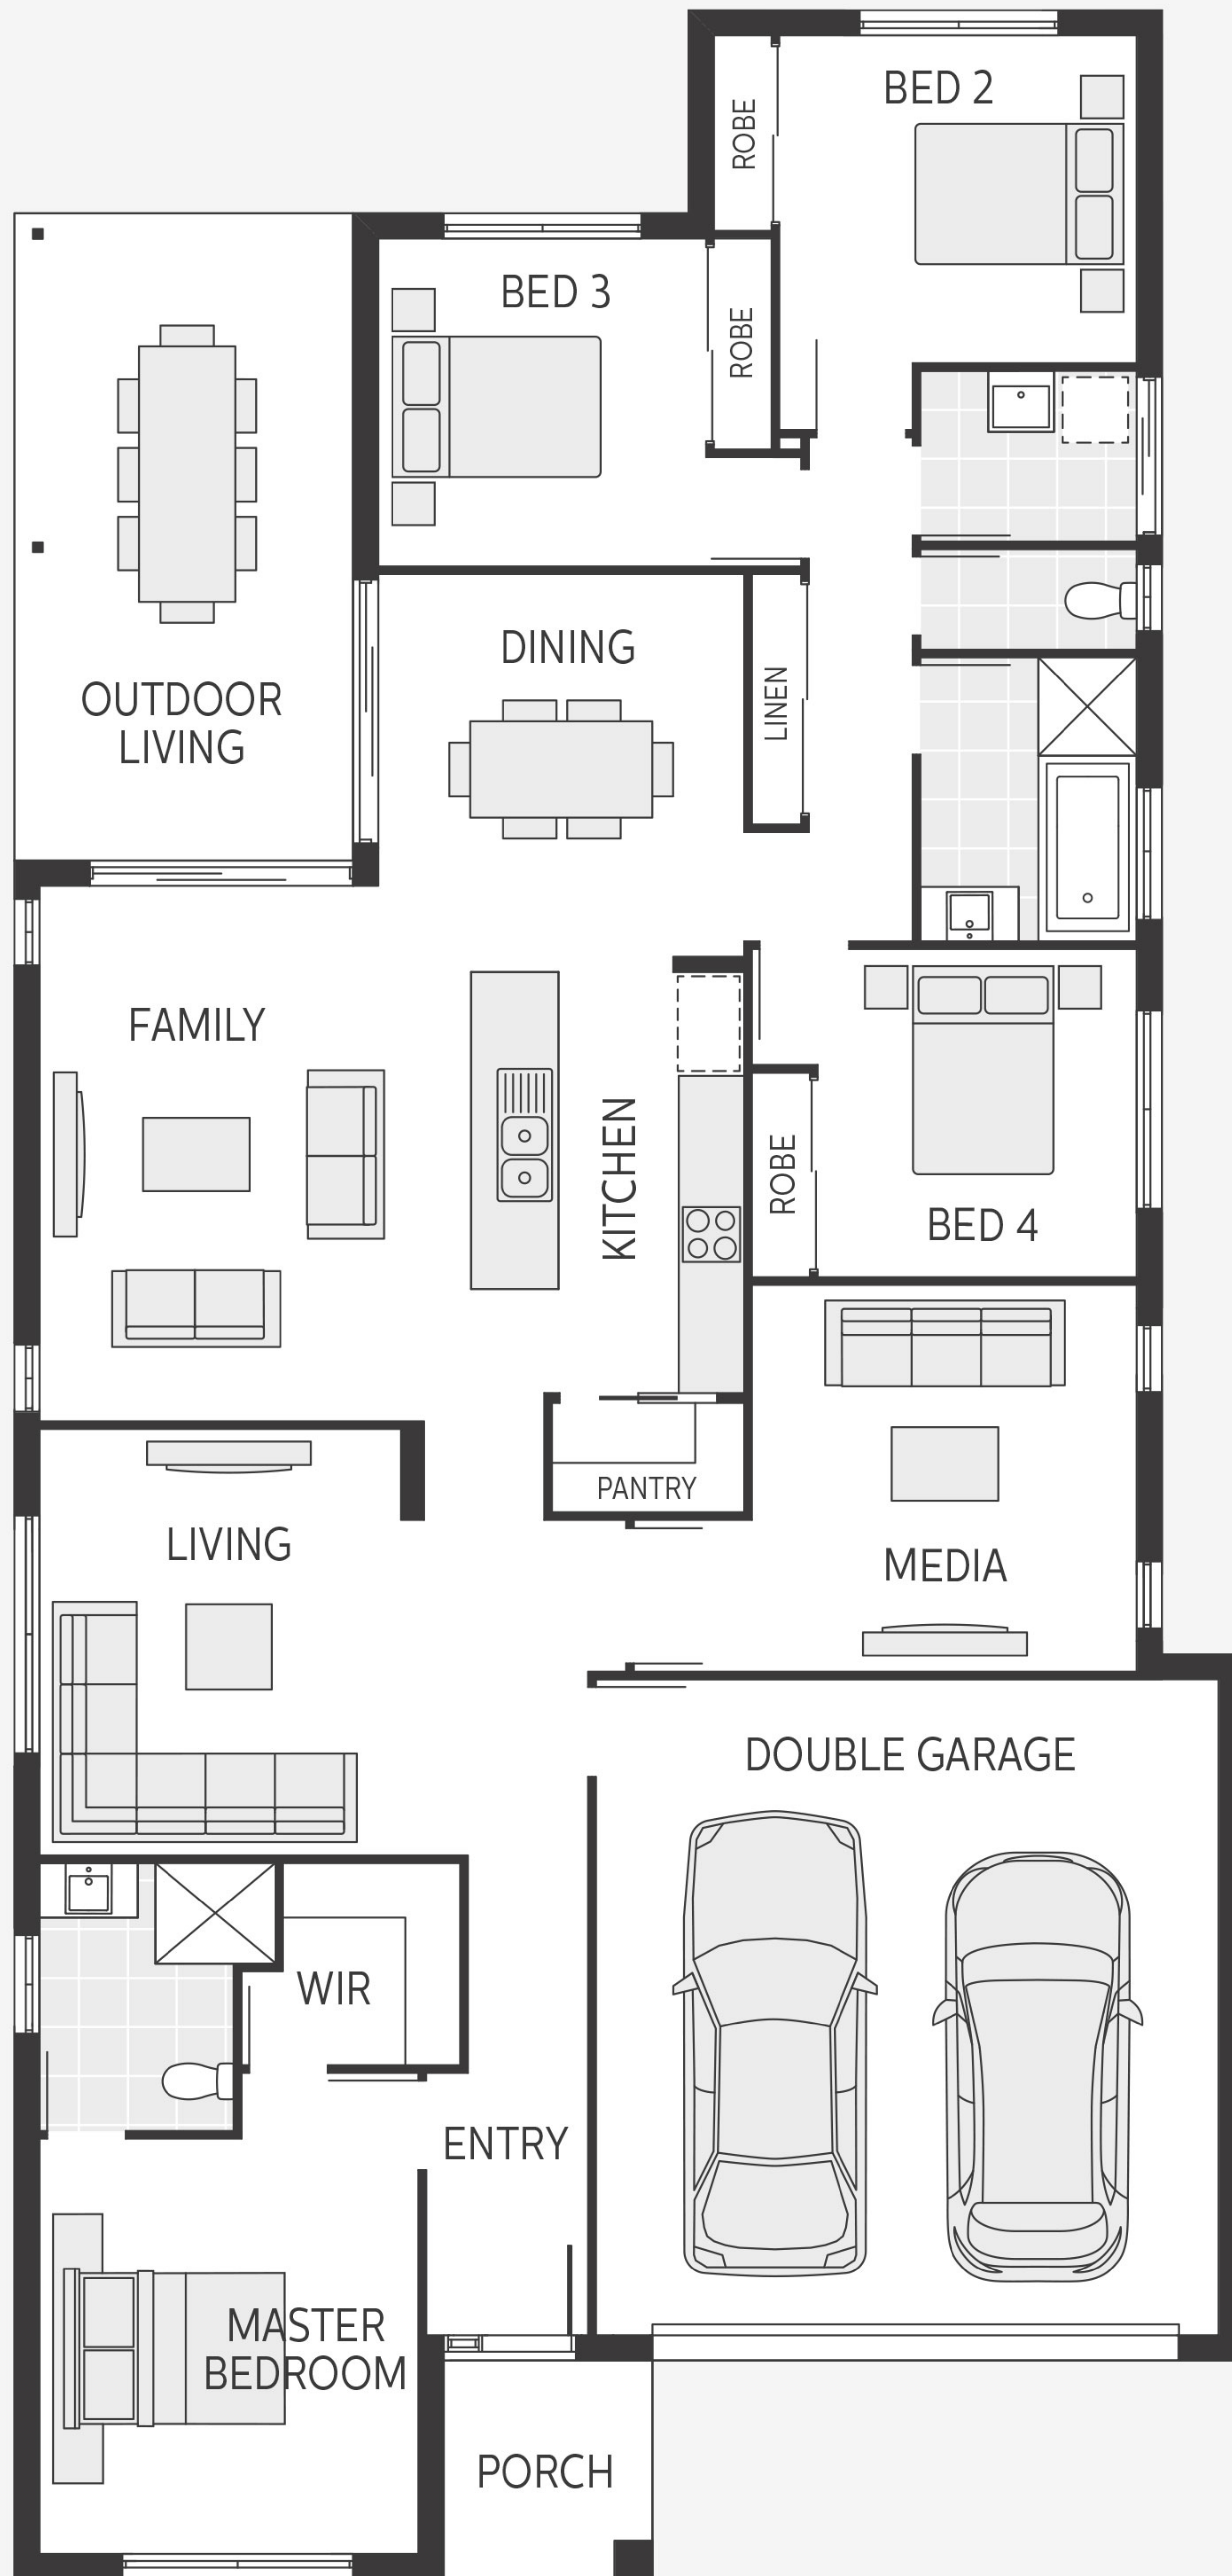 BED 2
ROBE
BED 3
ROBE
DINING
OUTDOOR
LIVING
LINEN
FAMILY
KITCHEN
ROBE
BED 4
PANTRY
LIVING
MEDIA
DOUBLE GARAGE
WIR
ENTRY
MASTER
BEDROOM
PORCH